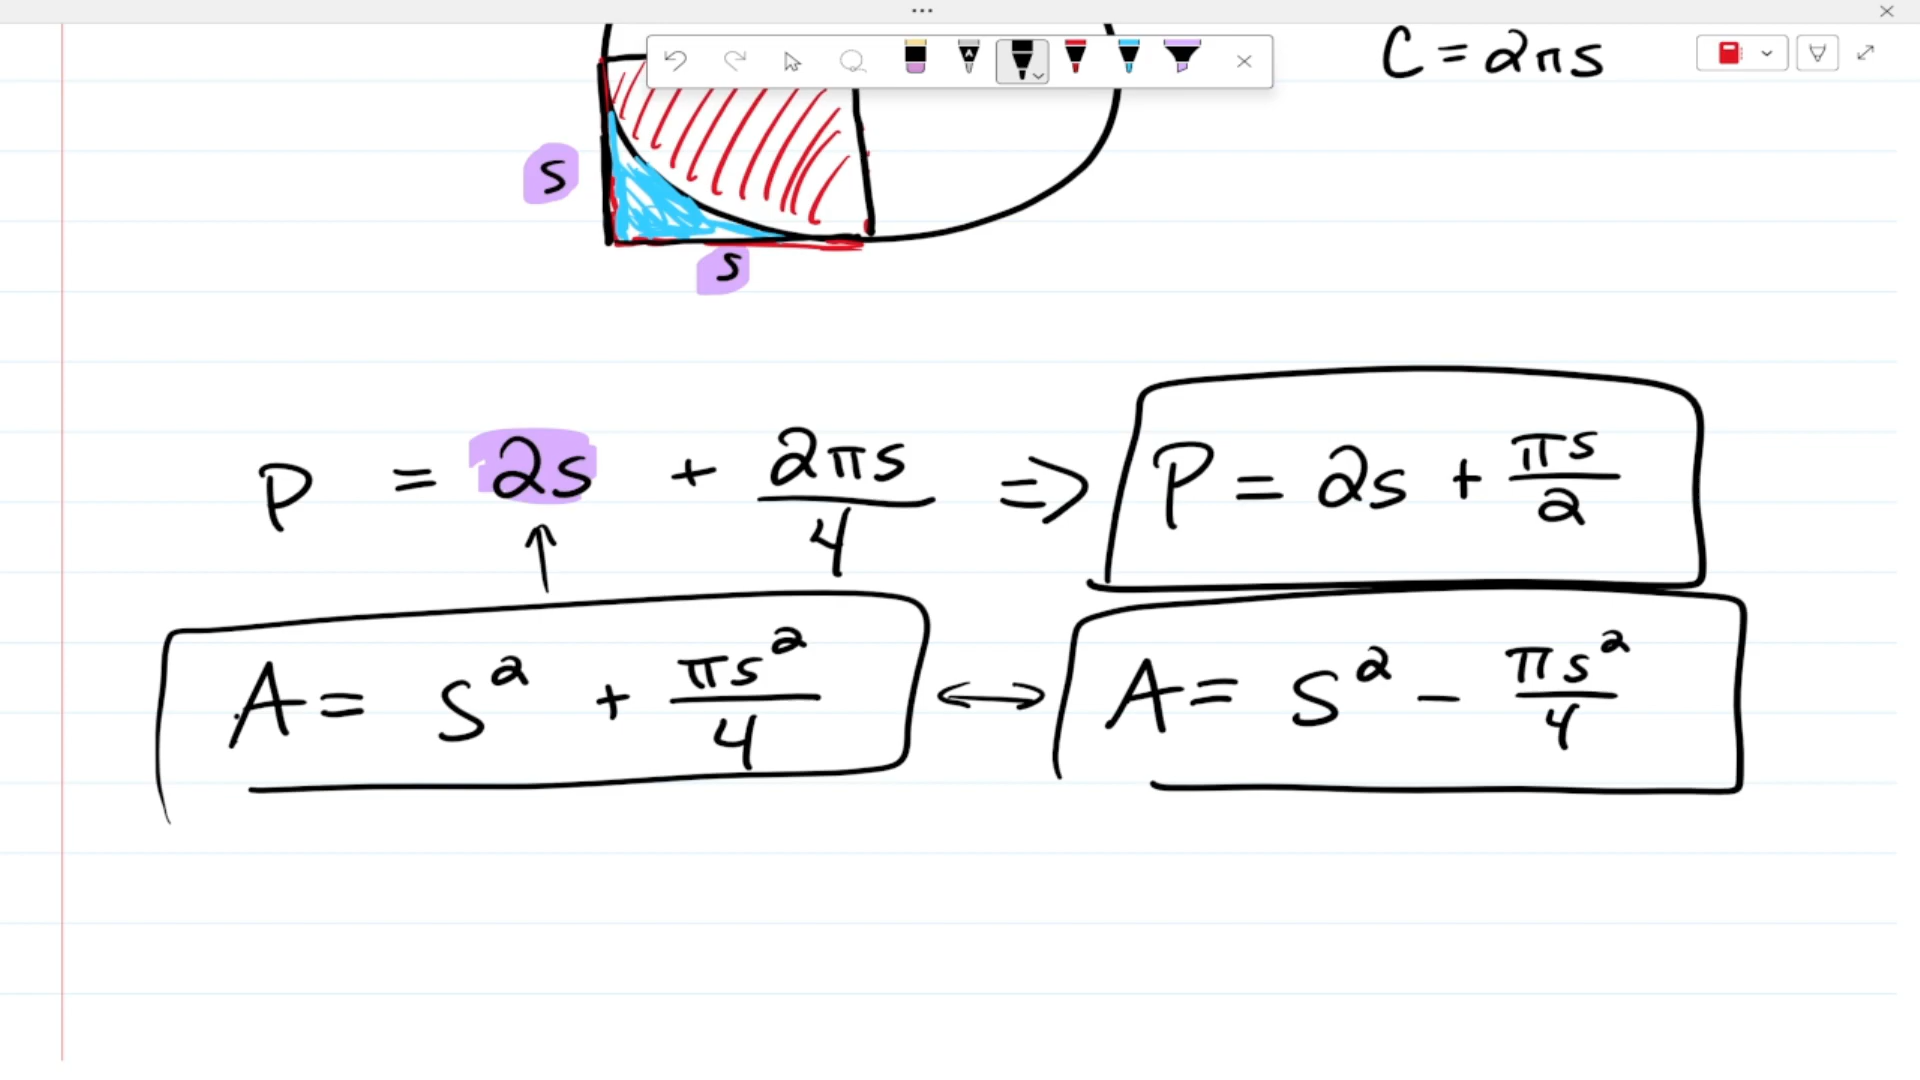 C = 2πs
s
s
P = 2s + 2πs/4 ⇒ P = 2s + πs/2
↑
A = s² + πs²/4 ↔ A = s² - πs²/4